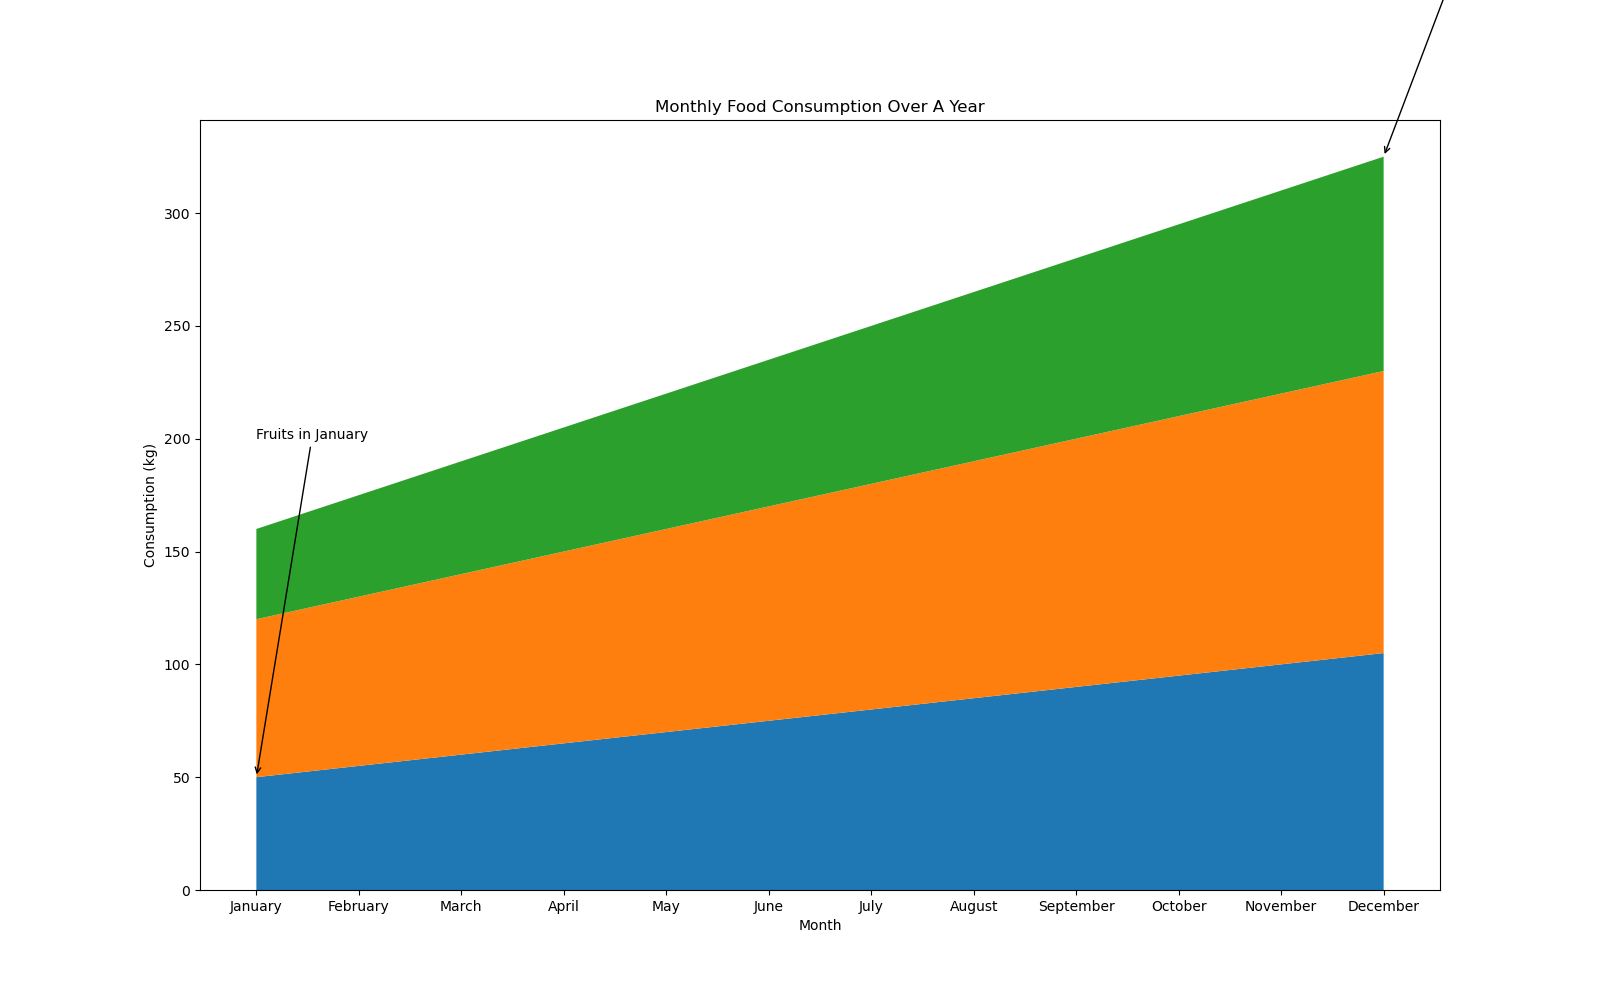 Monthly Food Consumption Over A Year
Consumption (kg)
300
250
200
150
100
50
0
Fruits in January
January February March April May June July August September October November December
Month